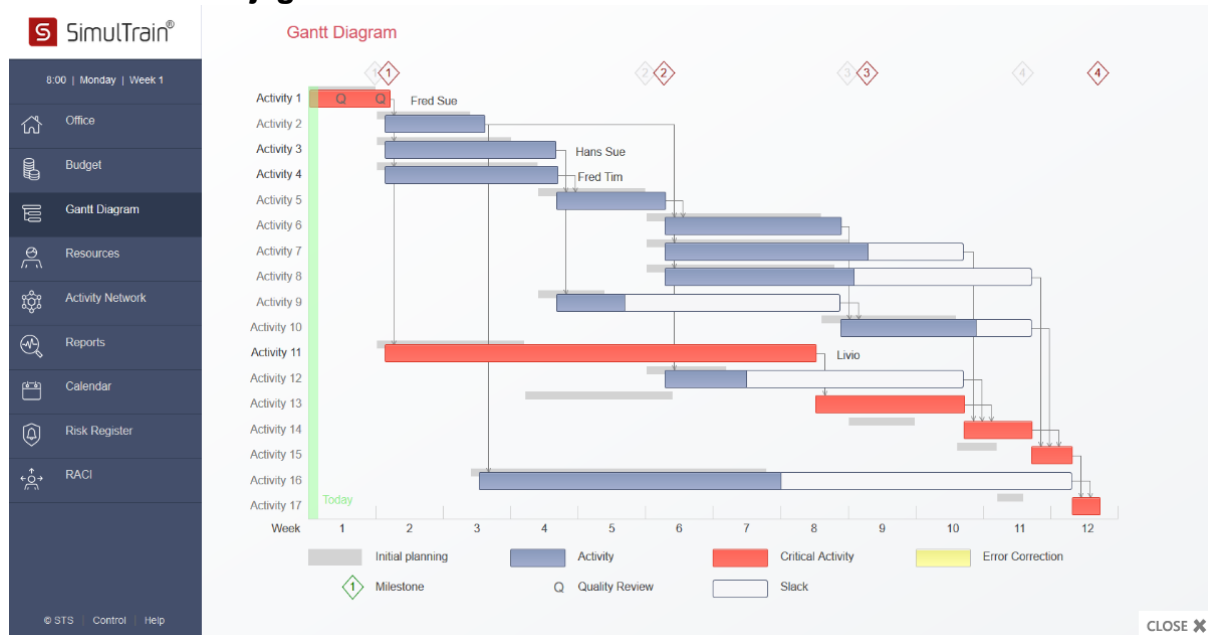 SimulTrain®
8:00 | Monday | Week 1
Office
Budget
Gantt Diagram
Resources
Activity Network
Reports
Calendar
Risk Register
RACI
© STS | Control | Help
Gantt Diagram
1 1 2 2 3 3 4 4
Activity 1 Q Q Fred Sue
Activity 2
Activity 3 Hans Sue
Activity 4 Fred Tim
Activity 5
Activity 6
Activity 7
Activity 8
Activity 9
Activity 10
Activity 11 Livio
Activity 12
Activity 13
Activity 14
Activity 15
Activity 16
Activity 17 Today
Week 1 2 3 4 5 6 7 8 9 10 11 12
Initial planning Activity Critical Activity Error Correction
1 Milestone Q Quality Review Slack
CLOSE ✖